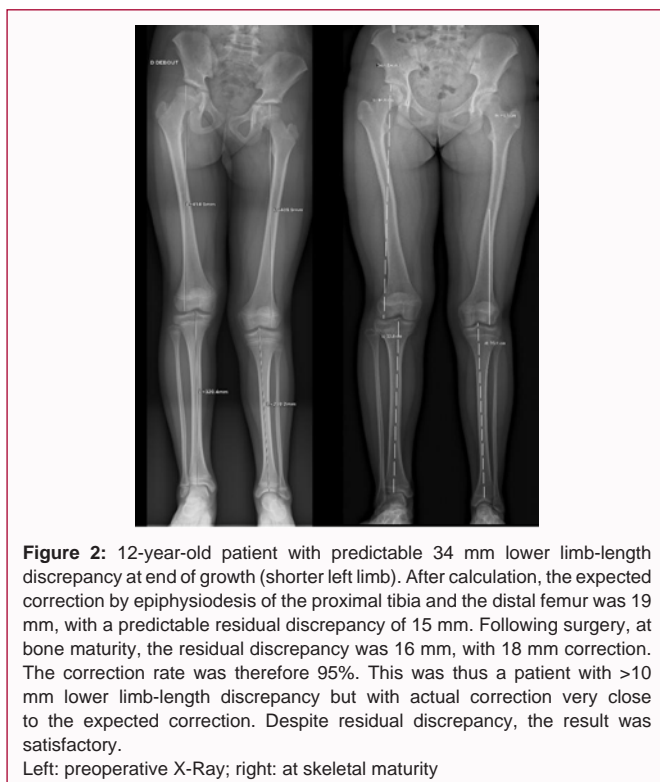 D DEBOUT
Figure 2: 12-year-old patient with predictable 34 mm lower limb-length
discrepancy at end of growth (shorter left limb). After calculation, the expected
correction by epiphysiodesis of the proximal tibia and the distal femur was 19
mm, with a predictable residual discrepancy of 15 mm. Following surgery, at
bone maturity, the residual discrepancy was 16 mm, with 18 mm correction.
The correction rate was therefore 95%. This was thus a patient with >10
mm lower limb-length discrepancy but with actual correction very close
to the expected correction. Despite residual discrepancy, the result was
satisfactory.
Left: preoperative X-Ray; right: at skeletal maturity